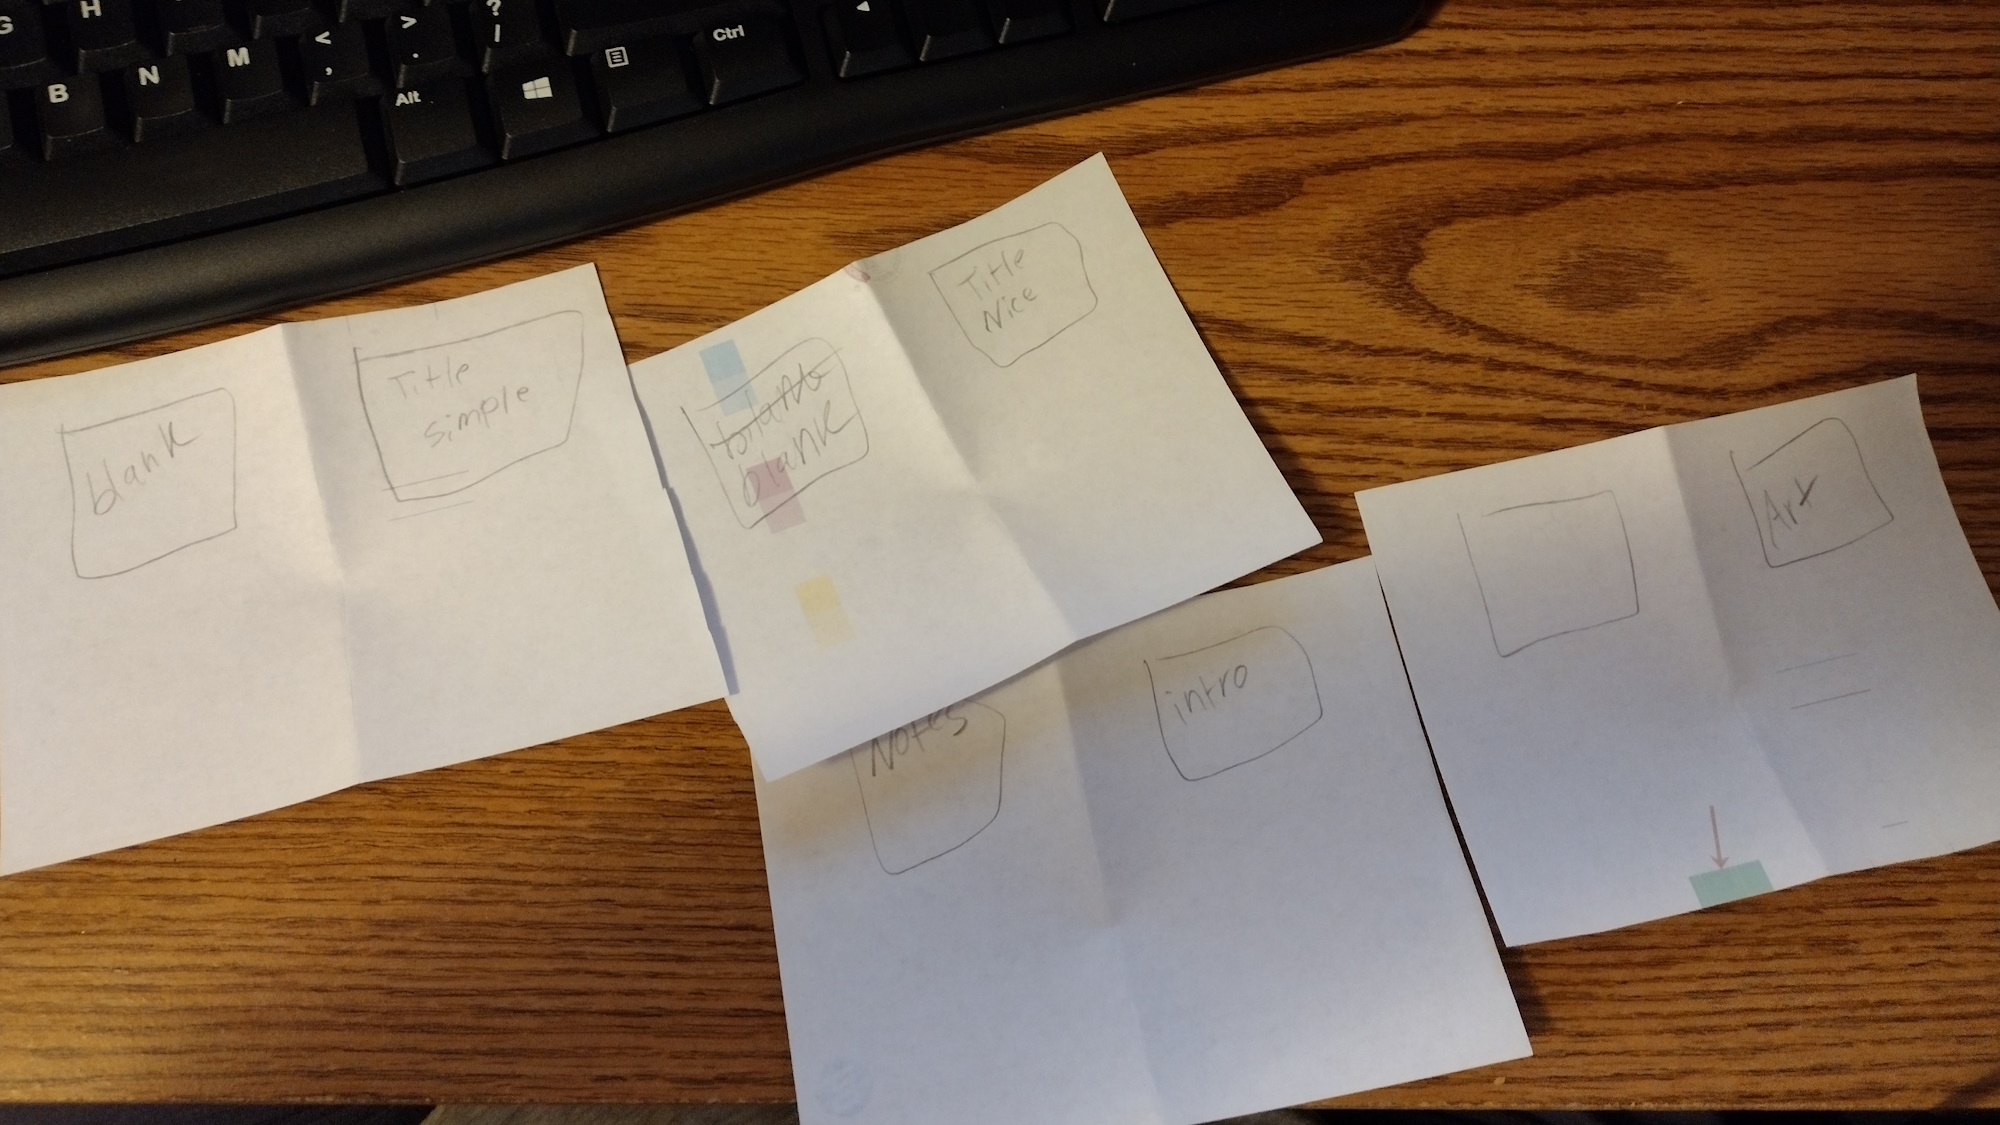 G
H
B
N
M
<
,
>
.
?
/
Alt
Ctrl
blank
Title
simple
blank
Title
Nice
Notes
intro
Art